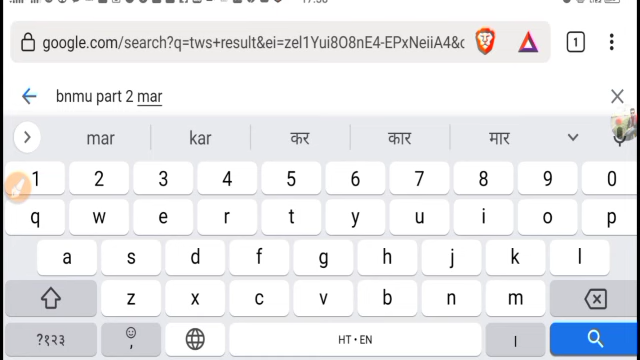 google.com/search?q=tws+result&ei=zel1Yui8O8nE4-EPxNeiiA4&c
1
bnmu part 2 mar
mar kar कर कार मार
1 2 3 4 5 6 7 8 9 0
q w e r t y u i o p
a s d f g h j k l
z x c v b n m
?१२३ , HT • EN ।